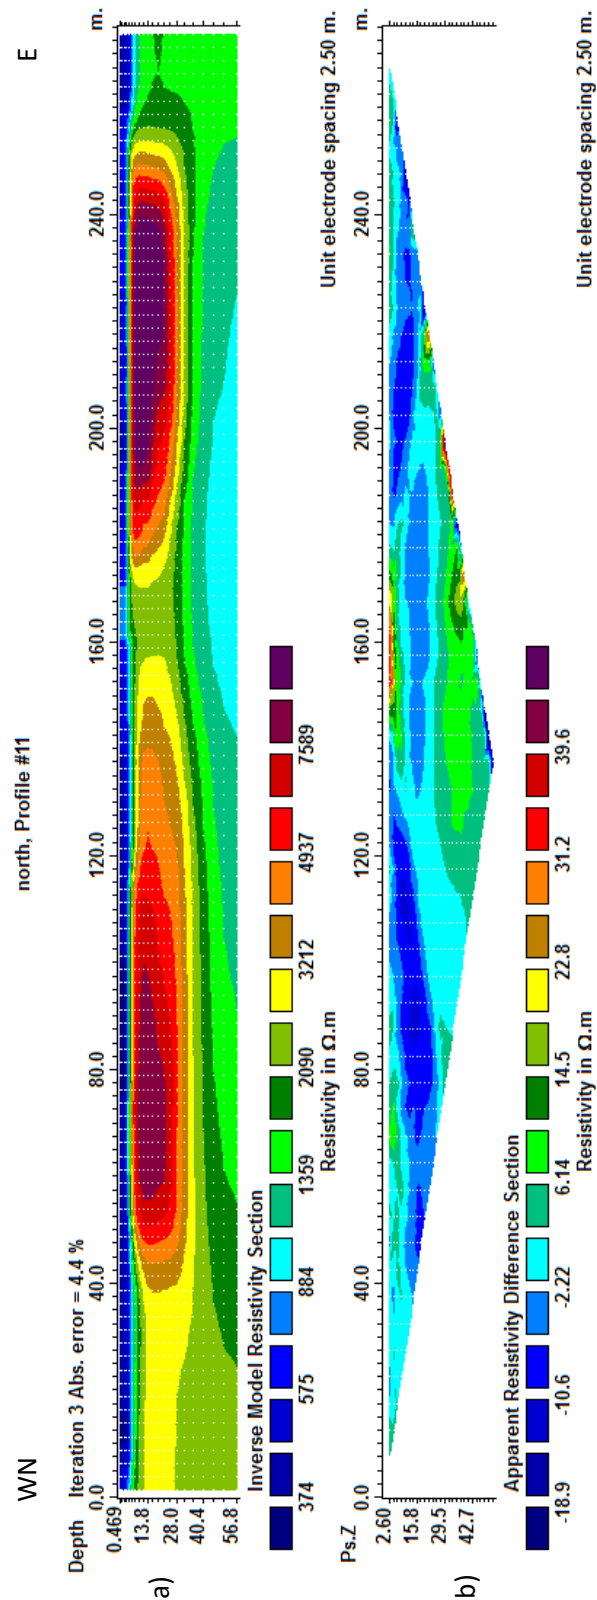 WN E
north, Profile #11
Depth Iteration 3 Abs. error = 4.4 %
0.0 40.0 80.0 120.0 160.0 200.0 240.0 m.
0.469
13.8
28.0
40.4
56.8
a)
Inverse Model Resistivity Section
374 575 884 1359 2090 3212 4937 7589
Resistivity in Ω.m
Unit electrode spacing 2.50 m.
Ps.Z
0.0 40.0 80.0 120.0 160.0 200.0 240.0 m.
2.60
15.8
29.5
42.7
b)
Apparent Resistivity Difference Section
-18.9 -10.6 -2.22 6.14 14.5 22.8 31.2 39.6
Unit electrode spacing 2.50 m.